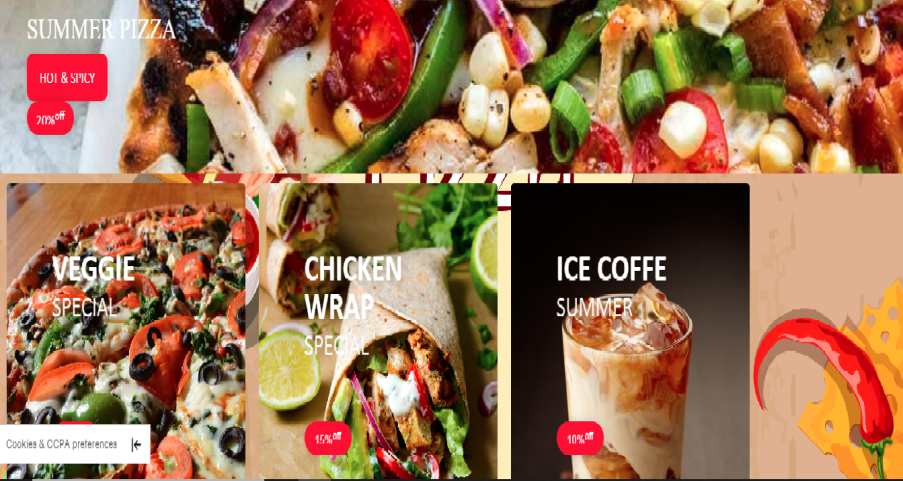 SUMMER PIZZA
HOT & SPICY
20%off
VEGGIE
SPECIAL
CHICKEN
WRAP
SPECIAL
15%off
ICE COFFE
SUMMER
10%off
Cookies & CCPA preferences